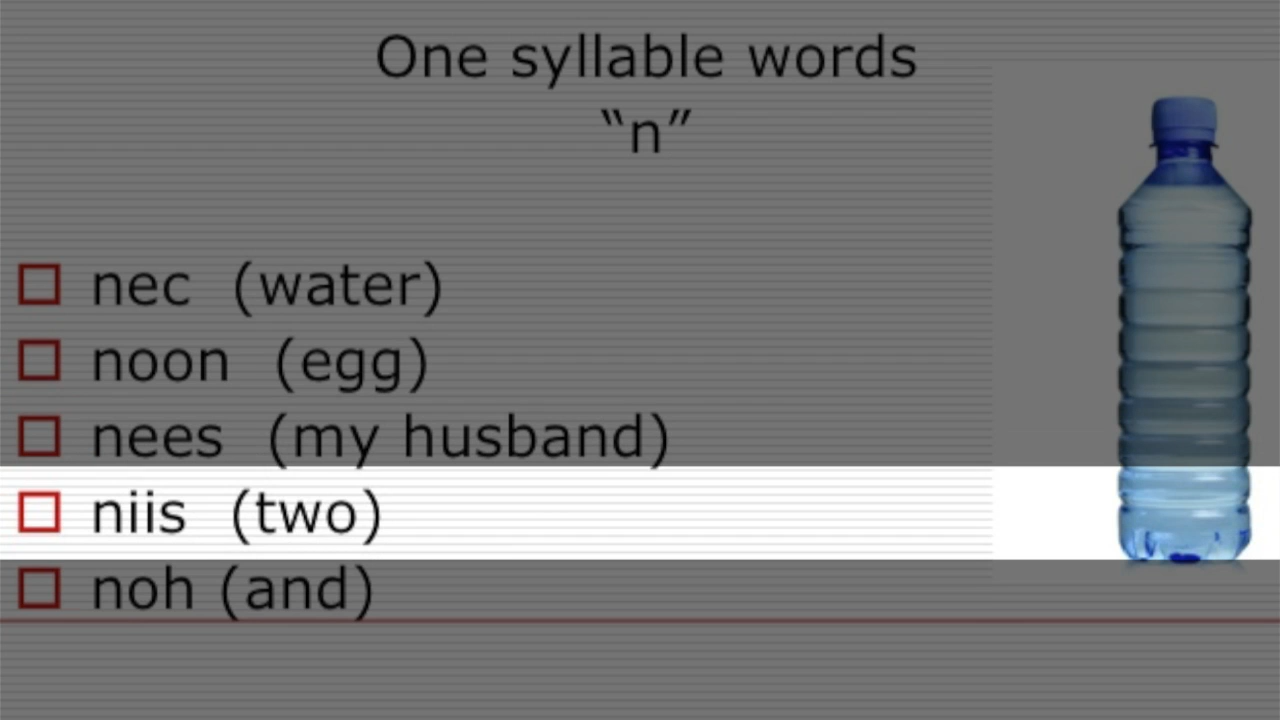 One syllable words
“n”
nec (water)
noon (egg)
nees (my husband)
niis (two)
noh (and)